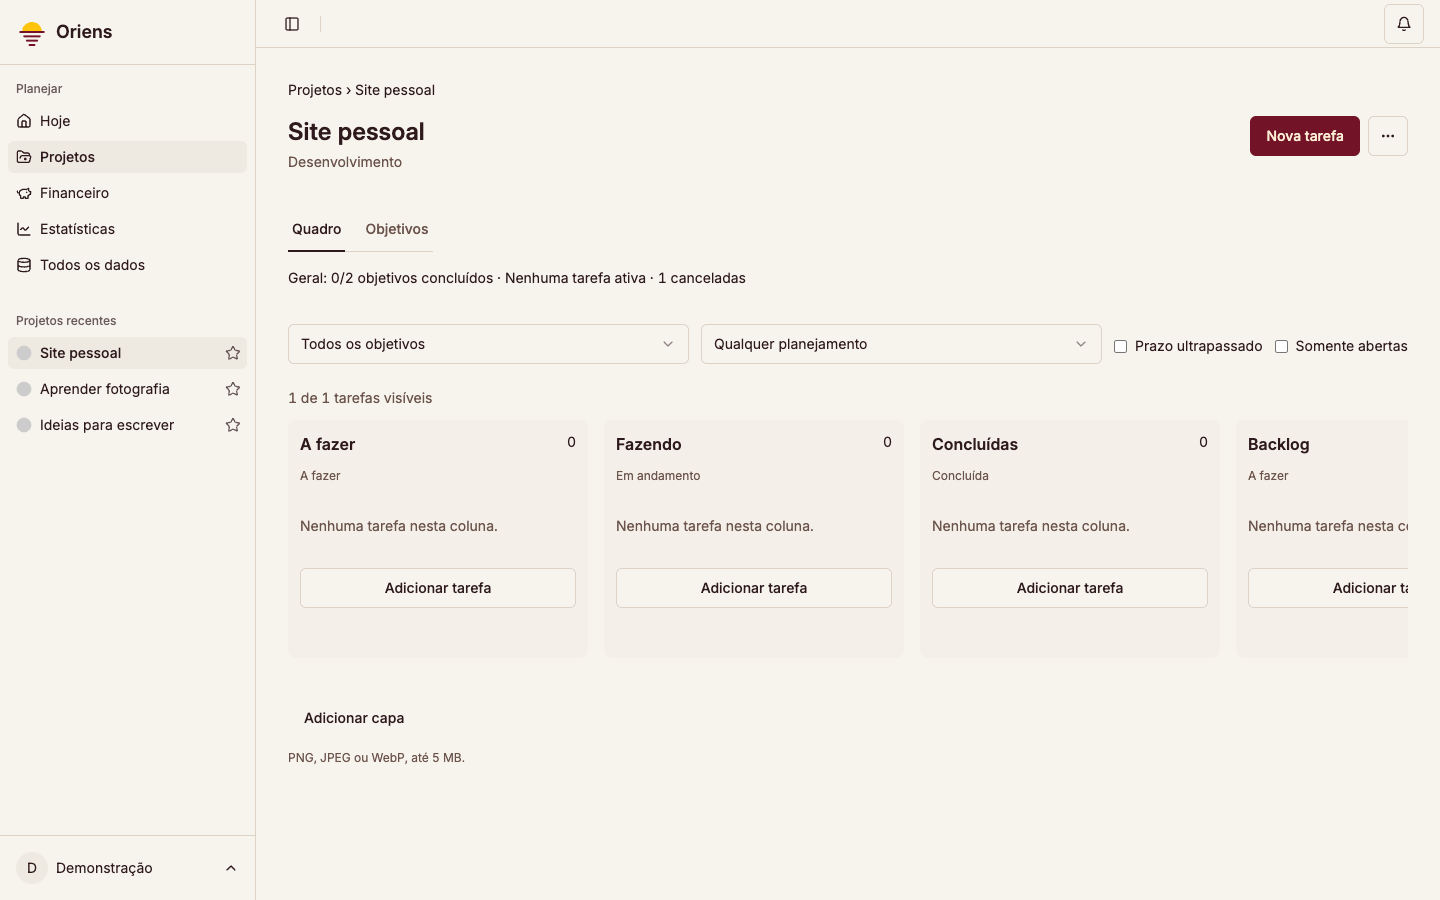 Oriens
Planejar
Hoje
Projetos
Financeiro
Estatísticas
Todos os dados
Projetos recentes
Site pessoal
Aprender fotografia
Ideias para escrever
D Demonstração
Projetos › Site pessoal
Site pessoal
Desenvolvimento
Nova tarefa
Quadro Objetivos
Geral: 0/2 objetivos concluídos · Nenhuma tarefa ativa · 1 canceladas
Todos os objetivos Qualquer planejamento Prazo ultrapassado Somente abertas
1 de 1 tarefas visíveis
A fazer 0
A fazer
Nenhuma tarefa nesta coluna.
Adicionar tarefa
Fazendo 0
Em andamento
Nenhuma tarefa nesta coluna.
Adicionar tarefa
Concluídas 0
Concluída
Nenhuma tarefa nesta coluna.
Adicionar tarefa
Backlog
A fazer
Nenhuma tarefa nesta
Adicionar
Adicionar capa
PNG, JPEG ou WebP, até 5 MB.